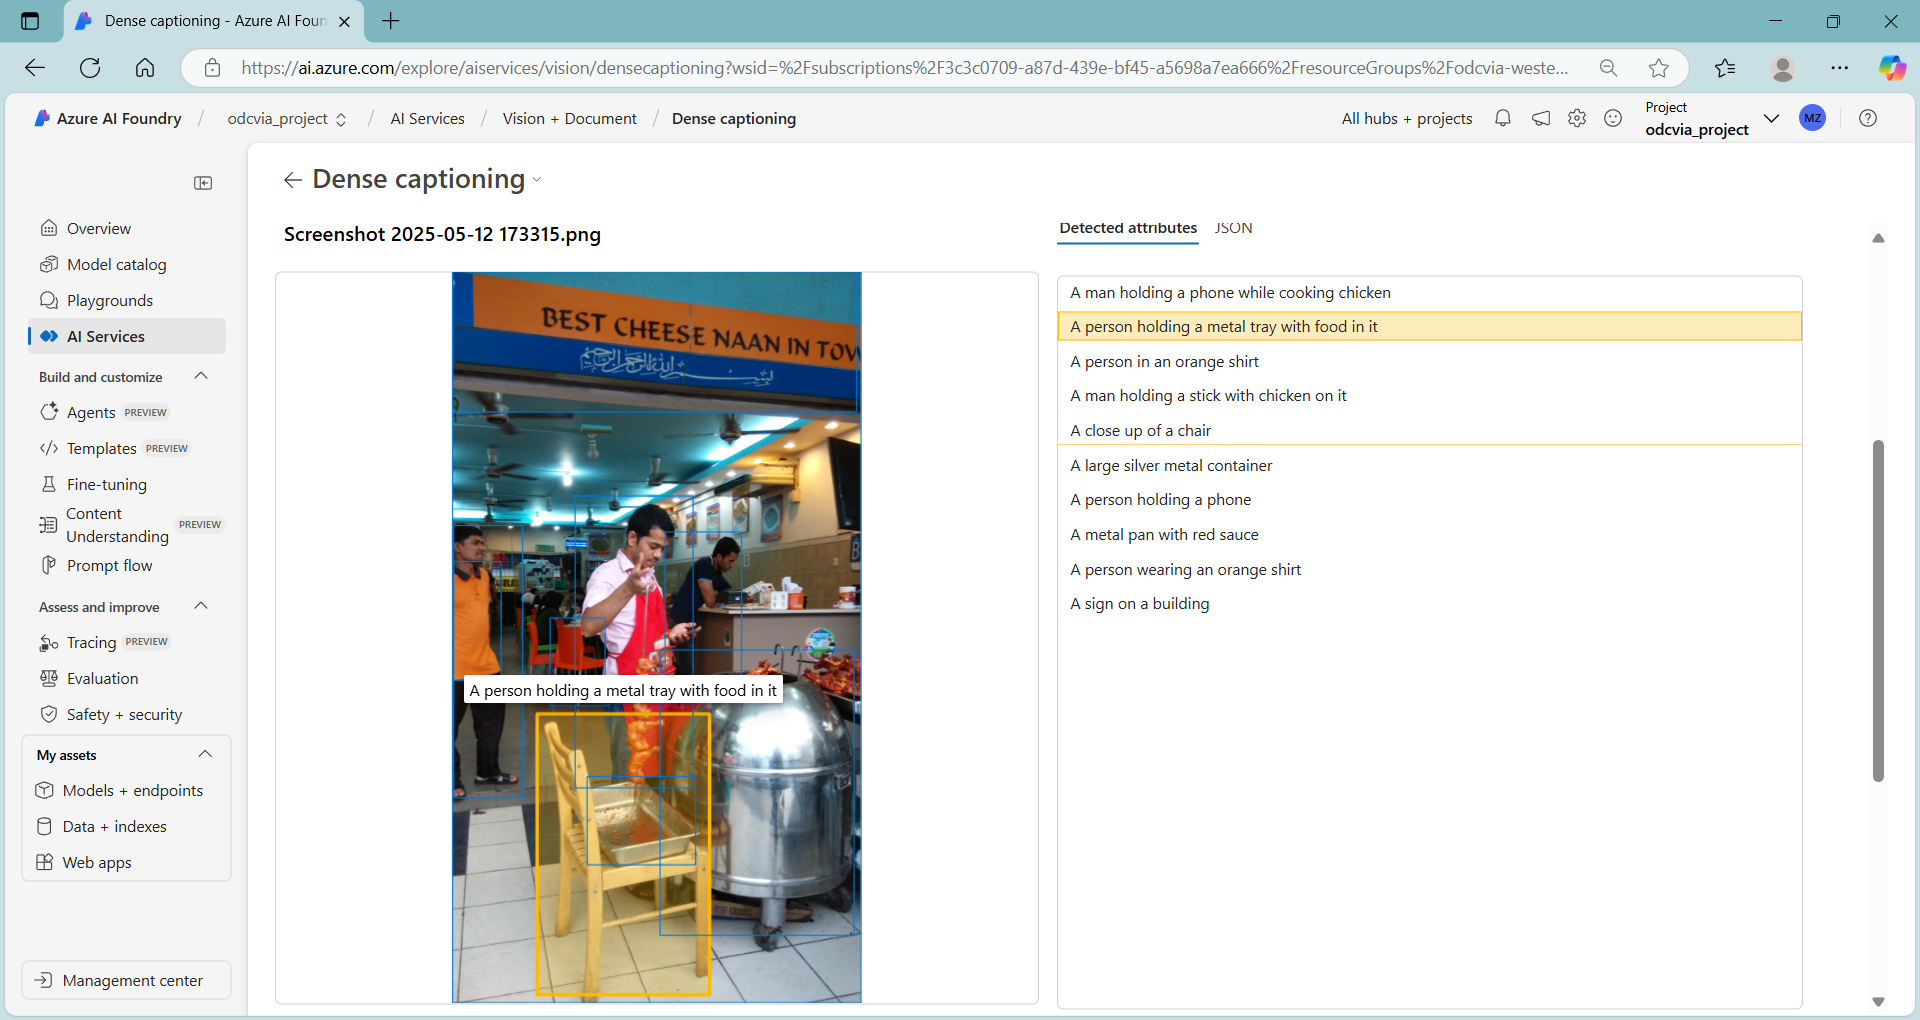 Dense captioning - Azure AI Foun
https://ai.azure.com/explore/aiservices/vision/densecaptioning?wsid=%2Fsubscriptions%2F3c3c0709-a87d-439e-bf45-a5698a7ea666%2FresourceGroups%2Fodcvia-weste...
Azure AI Foundry / odcvia_project / AI Services / Vision + Document / Dense captioning
All hubs + projects
Project
odcvia_project
MZ
Overview
Model catalog
Playgrounds
AI Services
Build and customize
Agents PREVIEW
Templates PREVIEW
Fine-tuning
Content
Understanding PREVIEW
Prompt flow
Assess and improve
Tracing PREVIEW
Evaluation
Safety + security
My assets
Models + endpoints
Data + indexes
Web apps
Management center
Dense captioning
Screenshot 2025-05-12 173315.png
BEST CHEESE NAAN IN TOW
بسم الله الرحمن الرحيم
A person holding a metal tray with food in it
Detected attributes JSON
A man holding a phone while cooking chicken
A person holding a metal tray with food in it
A person in an orange shirt
A man holding a stick with chicken on it
A close up of a chair
A large silver metal container
A person holding a phone
A metal pan with red sauce
A person wearing an orange shirt
A sign on a building